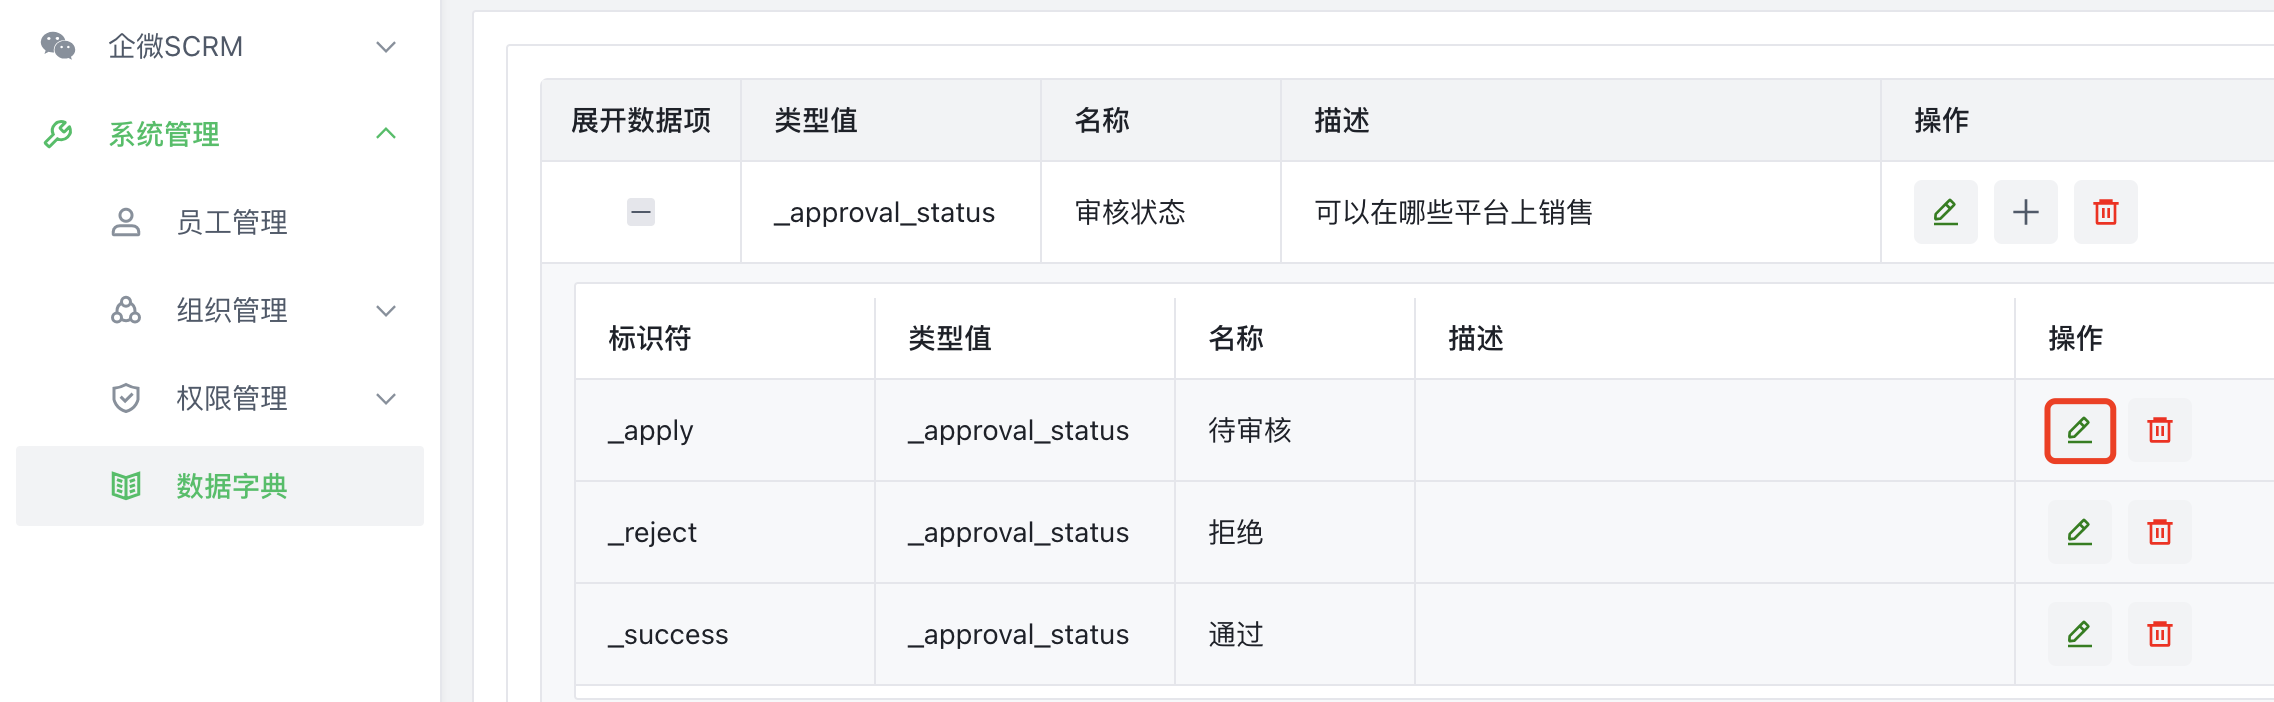 企微SCRM
系统管理
员工管理
组织管理
权限管理
数据字典
展开数据项 类型值 名称 描述 操作
_approval_status 审核状态 可以在哪些平台上销售
标识符 类型值 名称 描述 操作
_apply _approval_status 待审核
_reject _approval_status 拒绝
_success _approval_status 通过